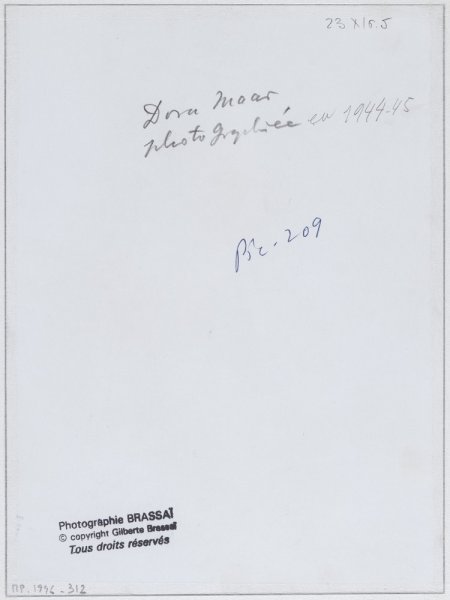 23 X 18.5
Dora Maar
photographiée en 1944-45
Pic-209
Photographie BRASSAÏ
© copyright Gilberte Brassaï
Tous droits réservés
MP. 1996-312